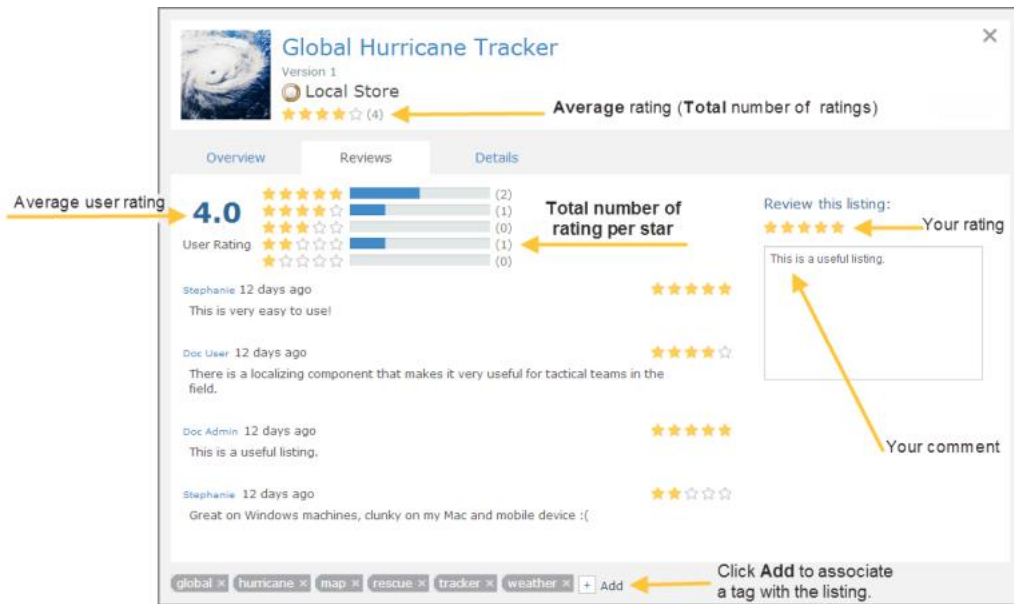 Global Hurricane Tracker
Version 1
Local Store
(4)
Average rating (Total number of ratings)
Overview
Reviews
Details
Average user rating
4.0
User Rating
(2)
(1)
(0)
(1)
(0)
Total number of
rating per star
Review this listing:
Your rating
This is a useful listing.
Your comment
Stephanie 12 days ago
This is very easy to use!
Doc User 12 days ago
There is a localizing component that makes it very useful for tactical teams in the
field.
Doc Admin 12 days ago
This is a useful listing.
Stephanie 12 days ago
Great on Windows machines, clunky on my Mac and mobile device :(
global × hurricane × map × rescue × tracker × weather × + Add
Click Add to associate
a tag with the listing.